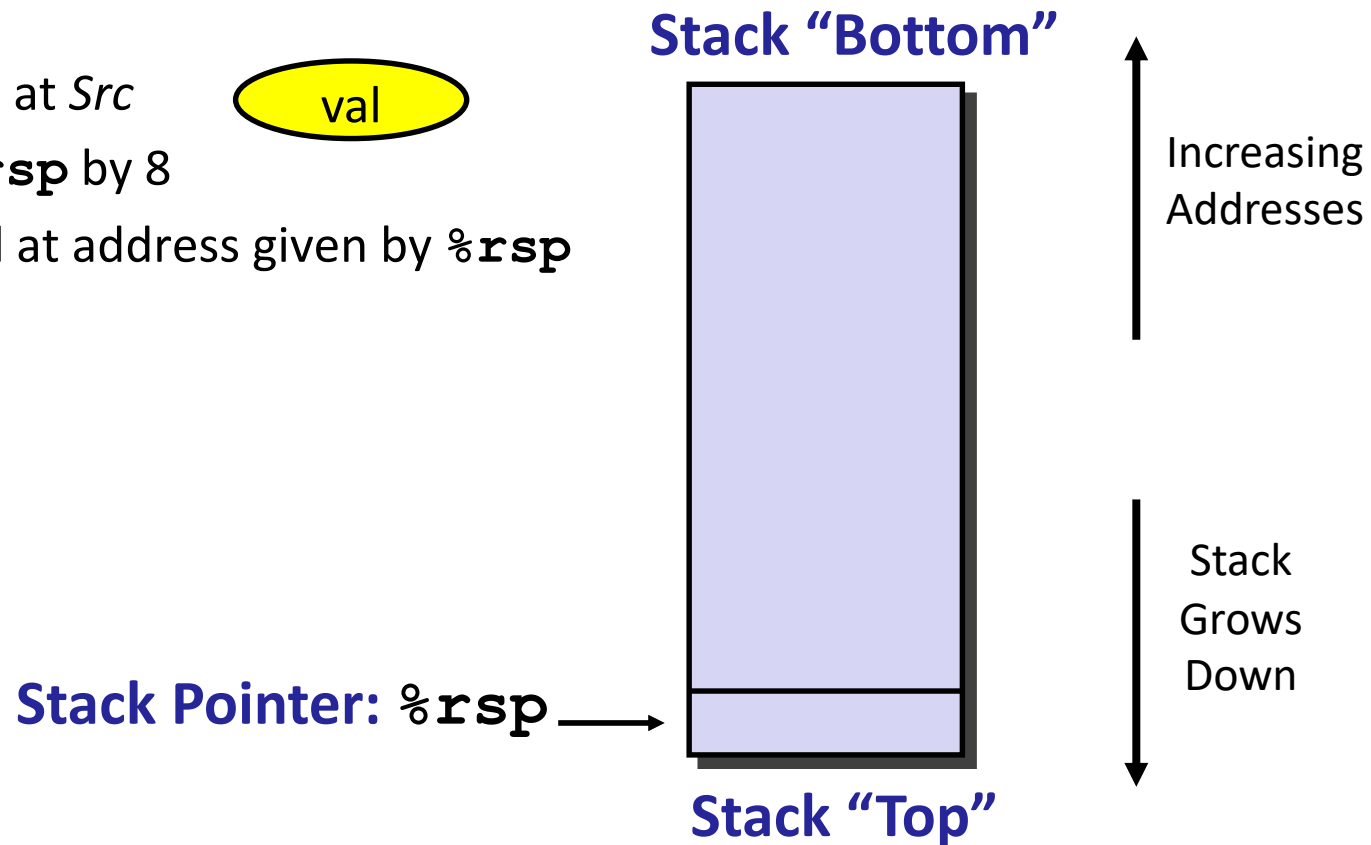 Stack “Bottom”
at Src
val
rsp by 8
at address given by %rsp
Increasing
Addresses
Stack
Grows
Down
Stack Pointer: %rsp
Stack “Top”